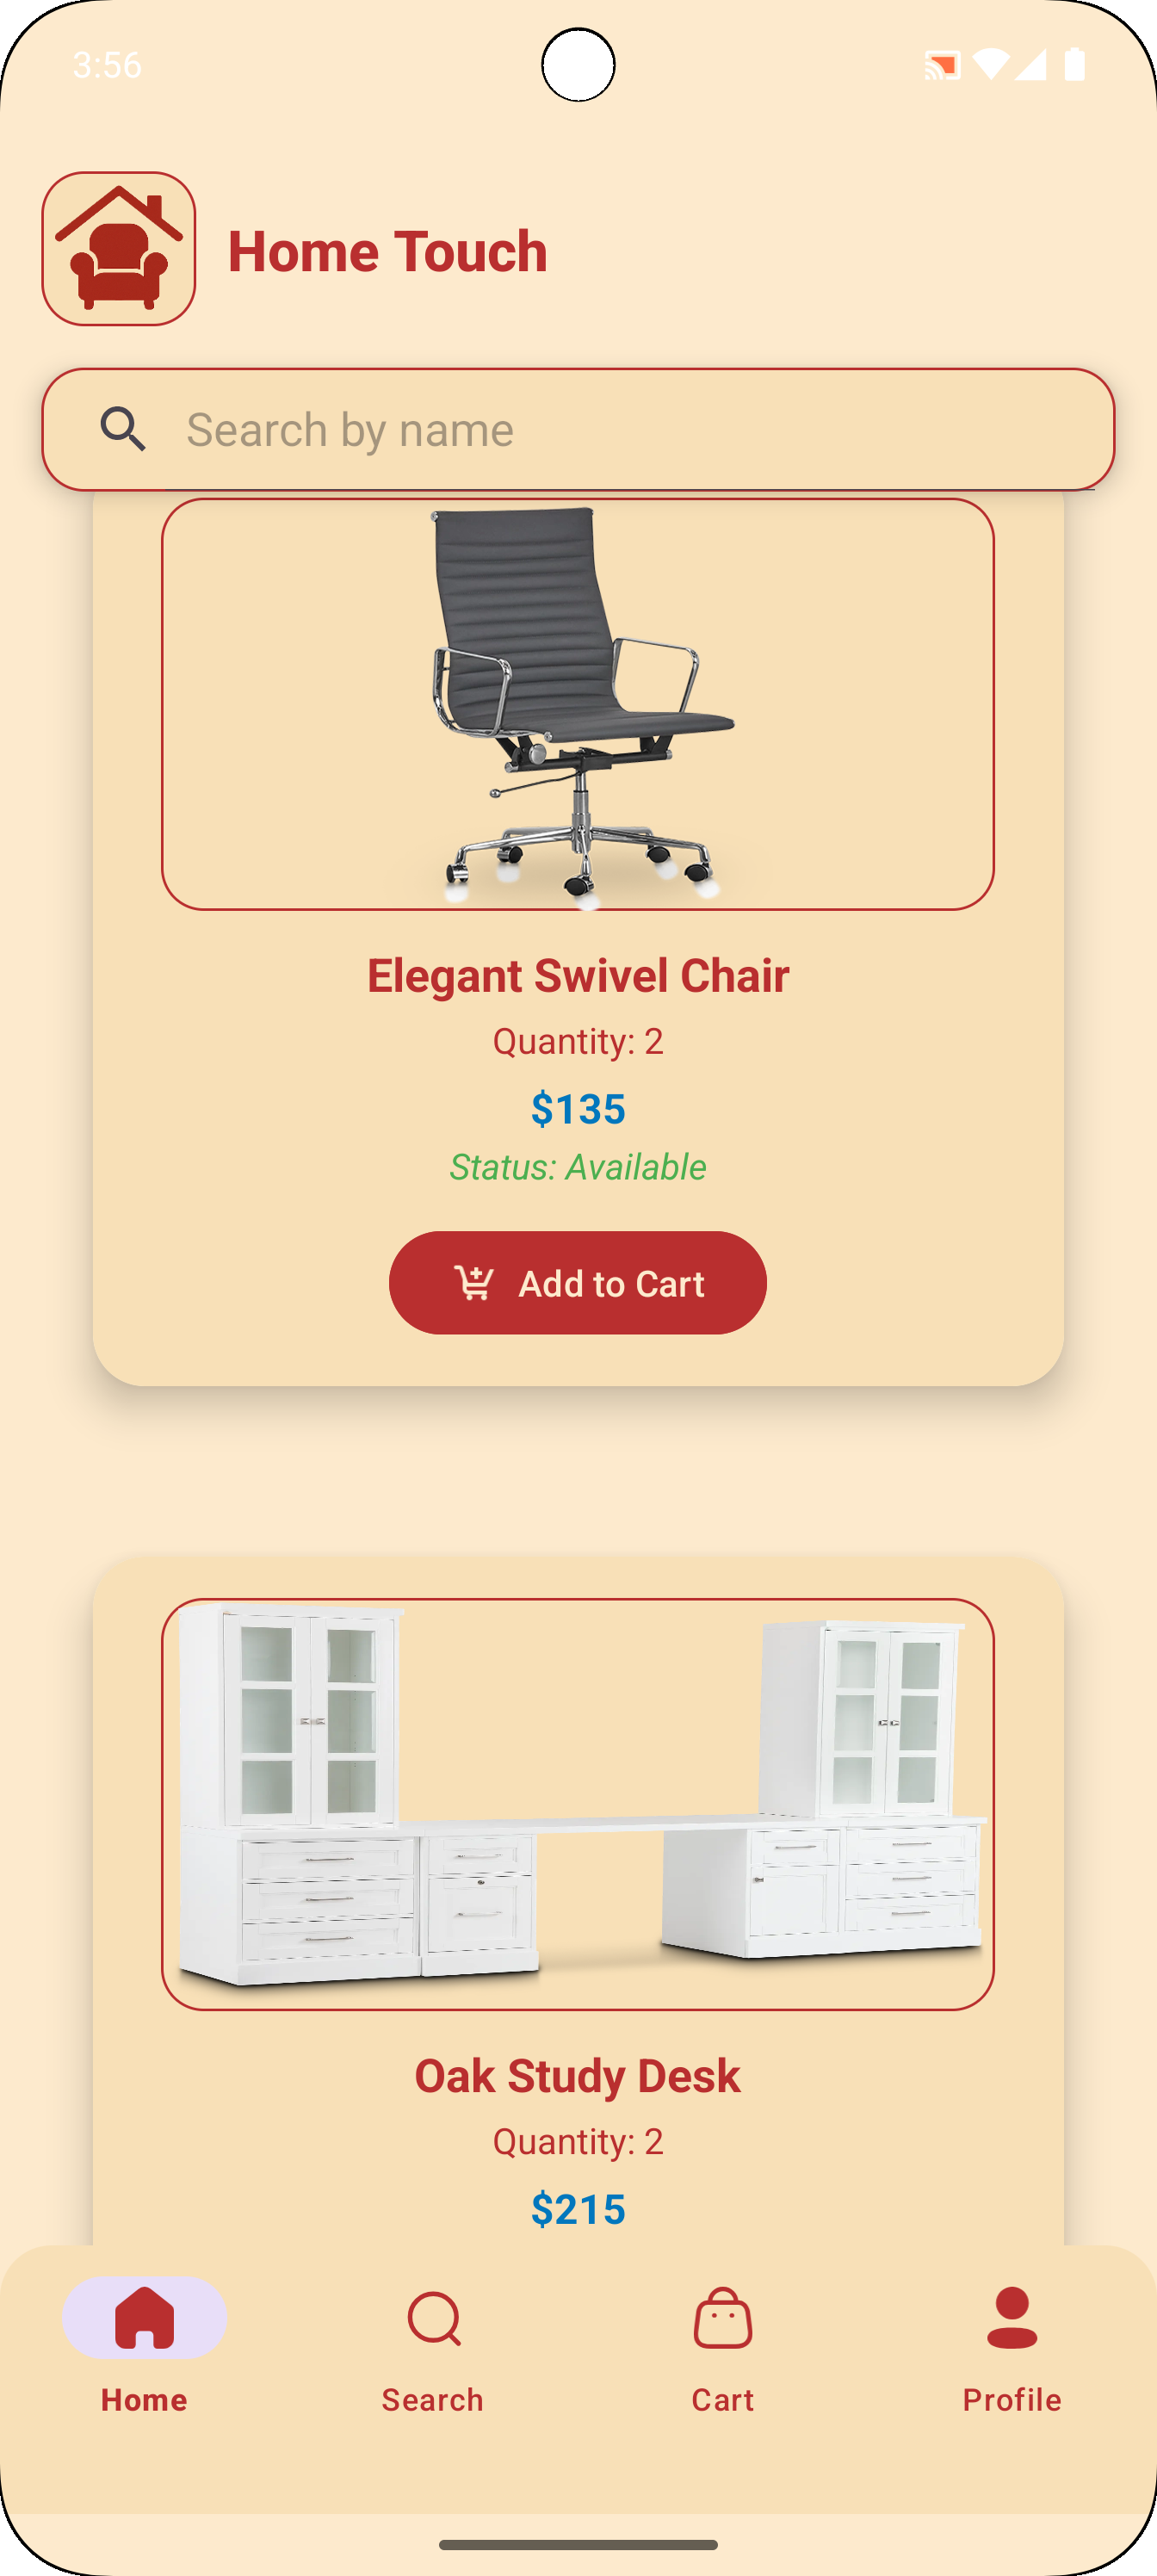 3:56
Home Touch
Search by name
Elegant Swivel Chair
Quantity: 2
$135
Status: Available
Add to Cart
Oak Study Desk
Quantity: 2
$215
Home
Search
Cart
Profile